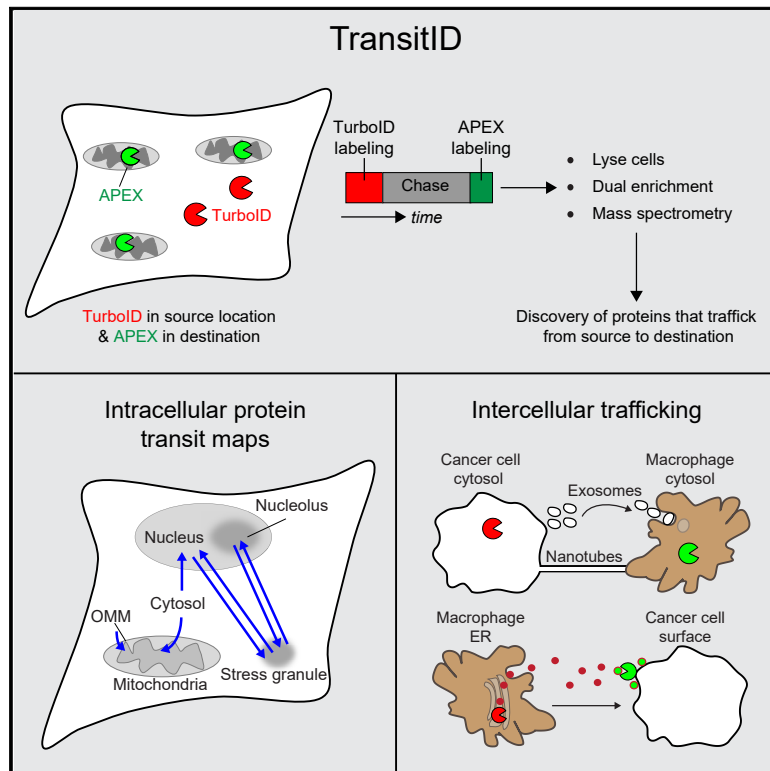 TransitID
TurboID
labeling
APEX
labeling
Chase
time
APEX
TurboID
• Lyse cells
• Dual enrichment
• Mass spectrometry
TurboID in source location
& APEX in destination
Discovery of proteins that traffick
from source to destination
Intracellular protein
transit maps
Nucleolus
Nucleus
Cytosol
OMM
Mitochondria
Stress granule
Intercellular trafficking
Cancer cell
cytosol
Macrophage
cytosol
Exosomes
Nanotubes
Macrophage
ER
Cancer cell
surface